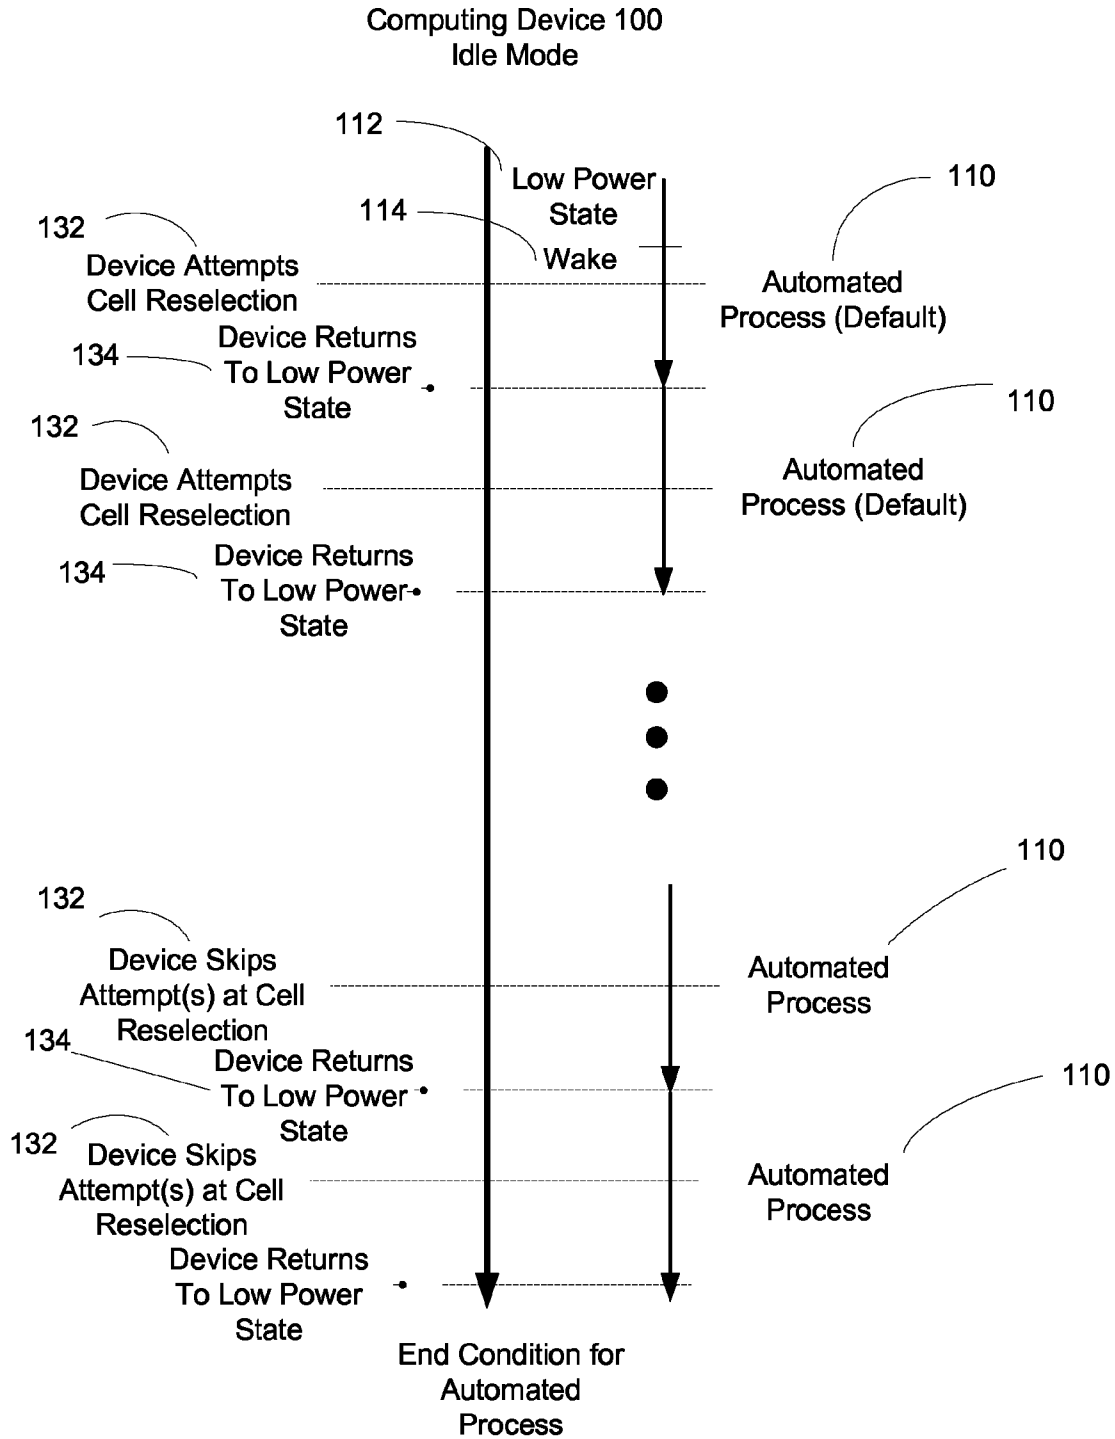 Computing Device 100
Idle Mode
112
Low Power
State
110
114
Wake
132
Device Attempts
Cell Reselection
Automated
Process (Default)
134
Device Returns
To Low Power
State
110
132
Device Attempts
Cell Reselection
Automated
Process (Default)
134
Device Returns
To Low Power
State
110
132
Device Skips
Attempt(s) at Cell
Reselection
Automated
Process
134
Device Returns
To Low Power
State
110
132
Device Skips
Attempt(s) at Cell
Reselection
Automated
Process
Device Returns
To Low Power
State
End Condition for
Automated
Process